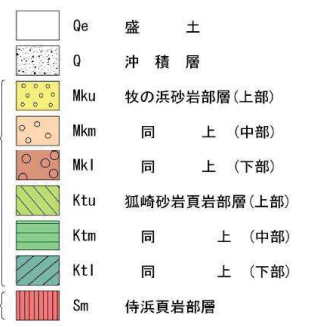 Qe 盛 土
Q 沖 積 層
Mku 牧の浜砂岩部層(上部)
Mkm 同 上 (中部)
Mkl 同 上 (下部)
Ktu 狐崎砂岩頁岩部層(上部)
Ktm 同 上 (中部)
Ktl 同 上 (下部)
Sm 侍浜頁岩部層